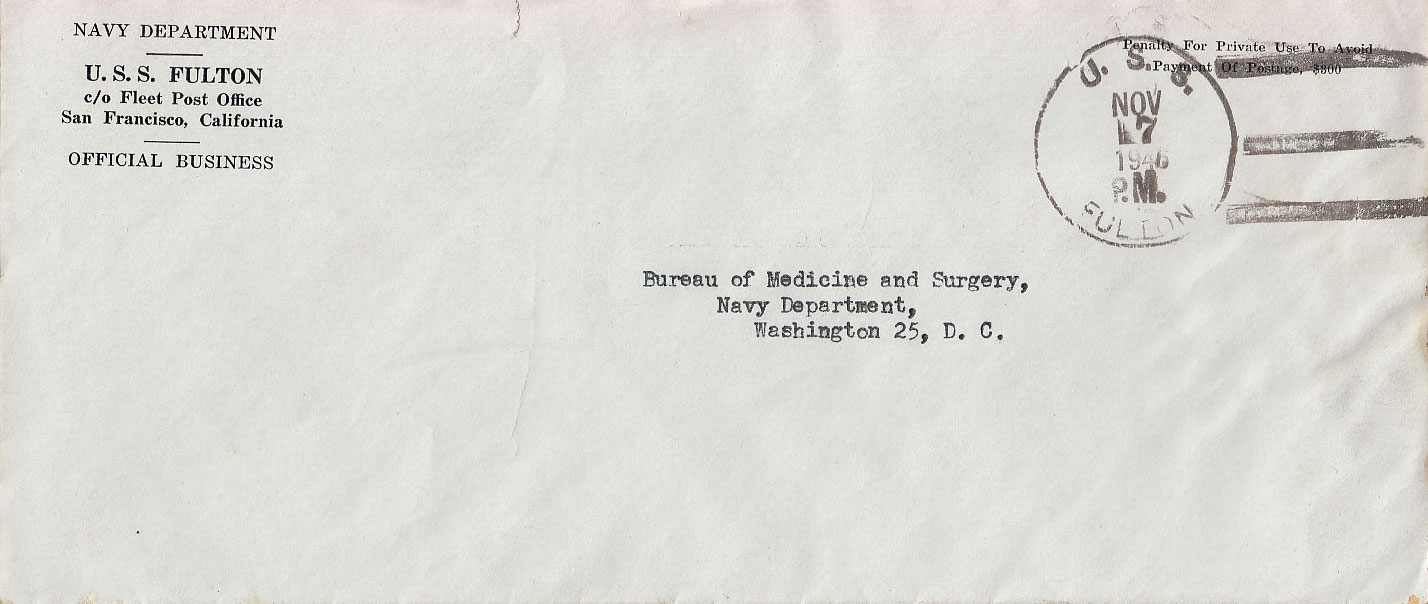 NAVY DEPARTMENT
U. S. S. FULTON
c/o Fleet Post Office
San Francisco, California
OFFICIAL BUSINESS
Penalty For Private Use To Avoid
Payment Of Postage, $300
U. S. S.
NOV
17
1946
P.M.
FULTON
Bureau of Medicine and Surgery,
Navy Department,
Washington 25, D. C.